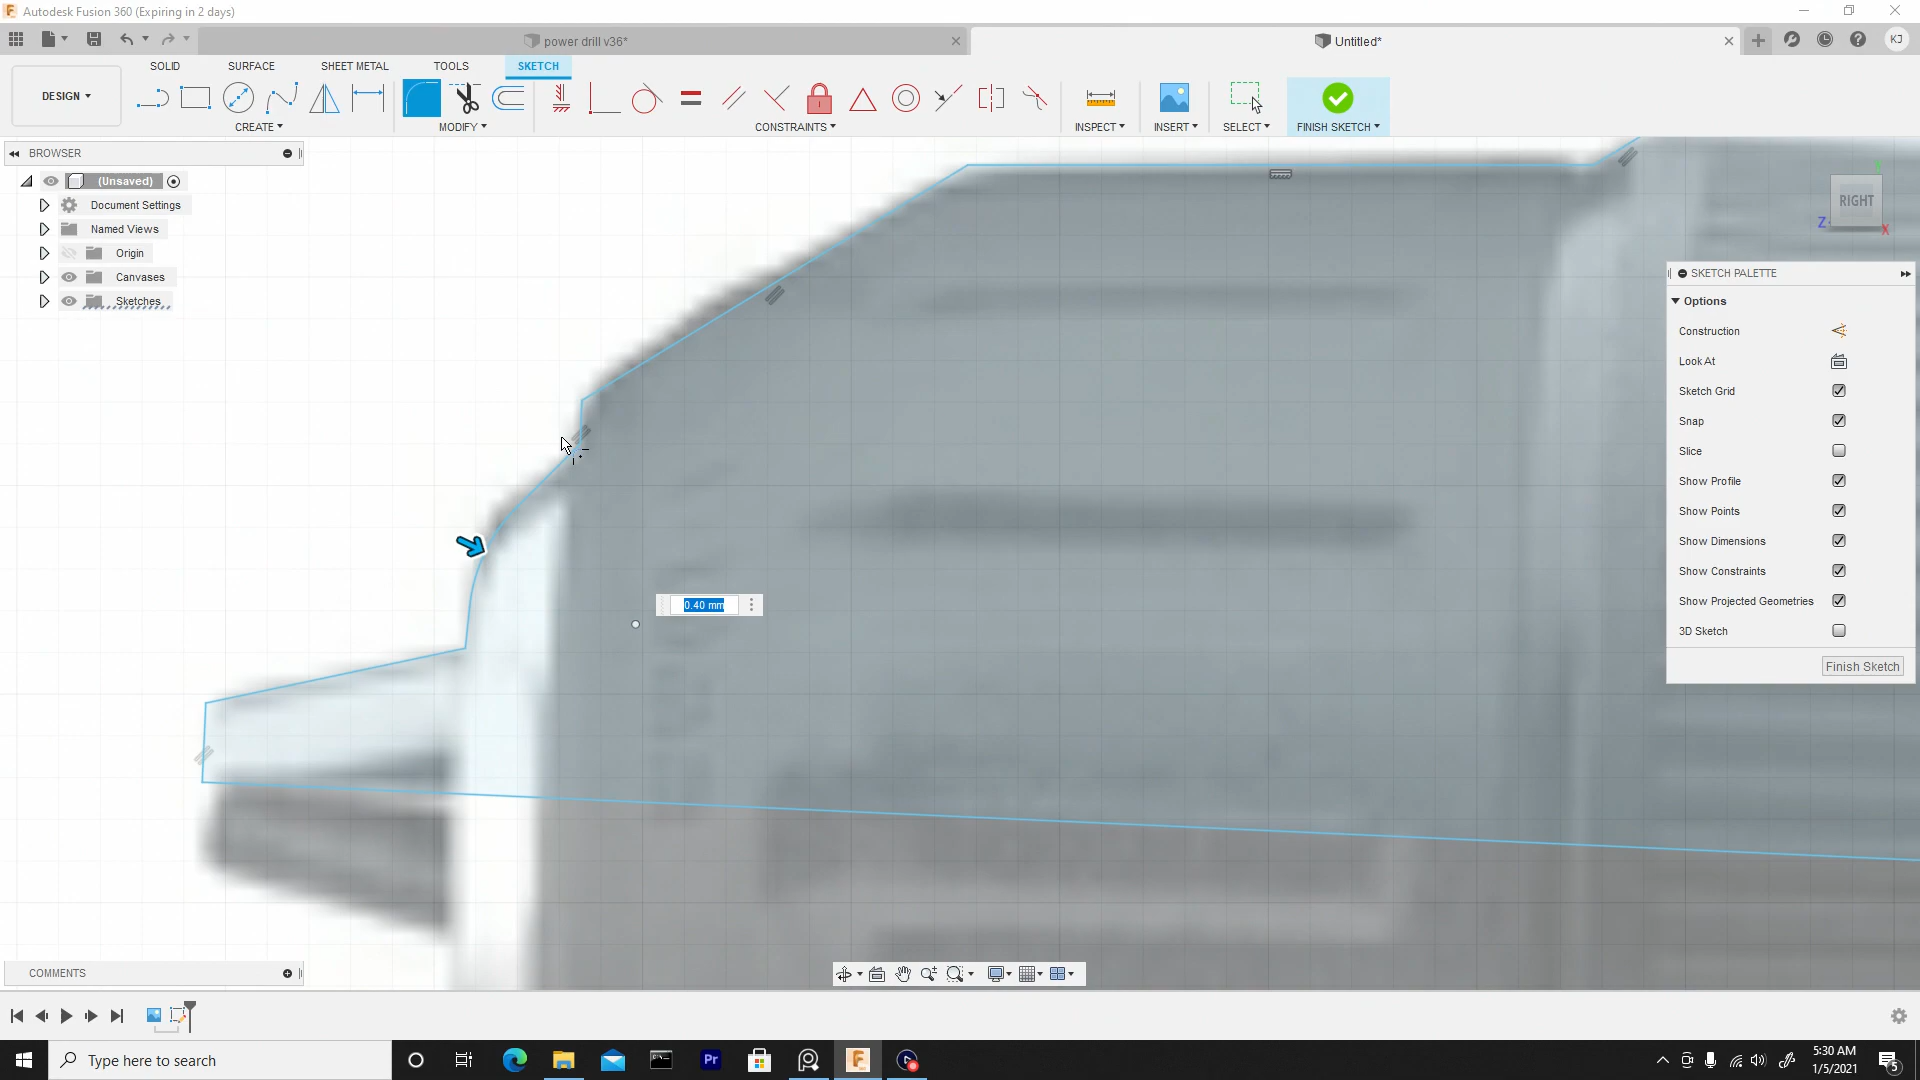 Autodesk Fusion 360 (Expiring in 2 days)
power drill v36*
Untitled*
KJ
SOLID
SURFACE
SHEET METAL
TOOLS
SKETCH
DESIGN
CREATE
MODIFY
CONSTRAINTS
INSPECT
INSERT
SELECT
FINISH SKETCH
BROWSER
(Unsaved)
Document Settings
Named Views
Origin
Canvases
Sketches
RIGHT
Z
X
SKETCH PALETTE
Options
Construction
Look At
Sketch Grid
Snap
Slice
Show Profile
Show Points
Show Dimensions
Show Constraints
Show Projected Geometries
3D Sketch
Finish Sketch
0.40 mm
COMMENTS
Type here to search
Pr
F
5:30 AM
1/5/2021
5